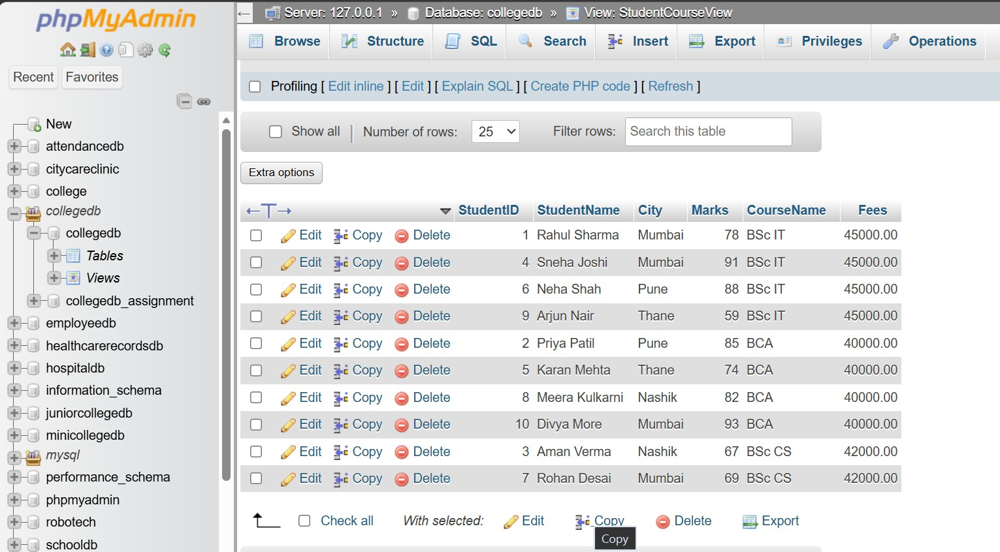 phpMyAdmin
Recent Favorites
New
attendancedb
citycareclinic
college
collegedb
collegedb
Tables
Views
collegedb_assignment
employeedb
healthcarerecordsdb
hospitaldb
information_schema
juniorcollegedb
minicollegedb
mysql
performance_schema
phpmyadmin
robotech
schooldb
Server: 127.0.0.1 » Database: collegedb » View: StudentCourseView
Browse Structure SQL Search Insert Export Privileges Operations
Profiling [ Edit inline ] [ Edit ] [ Explain SQL ] [ Create PHP code ] [ Refresh ]
Show all | Number of rows: 25 Filter rows: Search this table
Extra options
←T→ StudentID StudentName City Marks CourseName Fees
Edit Copy Delete 1 Rahul Sharma Mumbai 78 BSc IT 45000.00
Edit Copy Delete 4 Sneha Joshi Mumbai 91 BSc IT 45000.00
Edit Copy Delete 6 Neha Shah Pune 88 BSc IT 45000.00
Edit Copy Delete 9 Arjun Nair Thane 59 BSc IT 45000.00
Edit Copy Delete 2 Priya Patil Pune 85 BCA 40000.00
Edit Copy Delete 5 Karan Mehta Thane 74 BCA 40000.00
Edit Copy Delete 8 Meera Kulkarni Nashik 82 BCA 40000.00
Edit Copy Delete 10 Divya More Mumbai 93 BCA 40000.00
Edit Copy Delete 3 Aman Verma Nashik 67 BSc CS 42000.00
Edit Copy Delete 7 Rohan Desai Mumbai 69 BSc CS 42000.00
Check all With selected: Edit Copy Delete Export
Copy